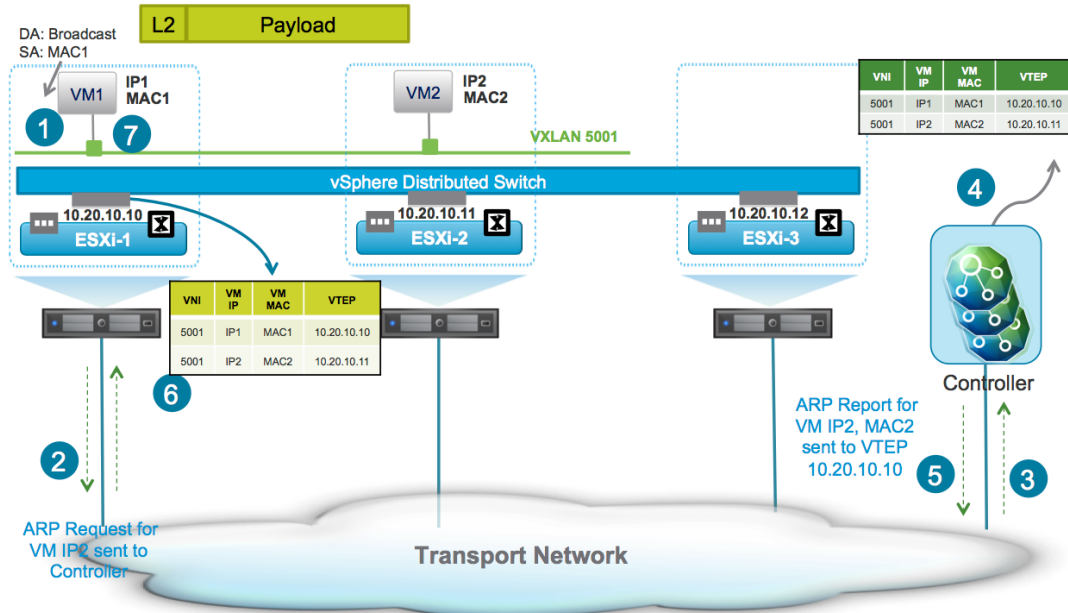 L2 Payload
DA: Broadcast
SA: MAC1
VM1
IP1
MAC1
VM2
IP2
MAC2
1
7
VXLAN 5001
VNI VM IP VM MAC VTEP
5001 IP1 MAC1 10.20.10.10
5001 IP2 MAC2 10.20.10.11
vSphere Distributed Switch
4
10.20.10.10
ESXi-1
10.20.10.11
ESXi-2
10.20.10.12
ESXi-3
VNI VM IP VM MAC VTEP
5001 IP1 MAC1 10.20.10.10
5001 IP2 MAC2 10.20.10.11
6
Controller
ARP Report for
VM IP2, MAC2
sent to VTEP
10.20.10.10
2
5
3
ARP Request for
VM IP2 sent to
Controller
Transport Network